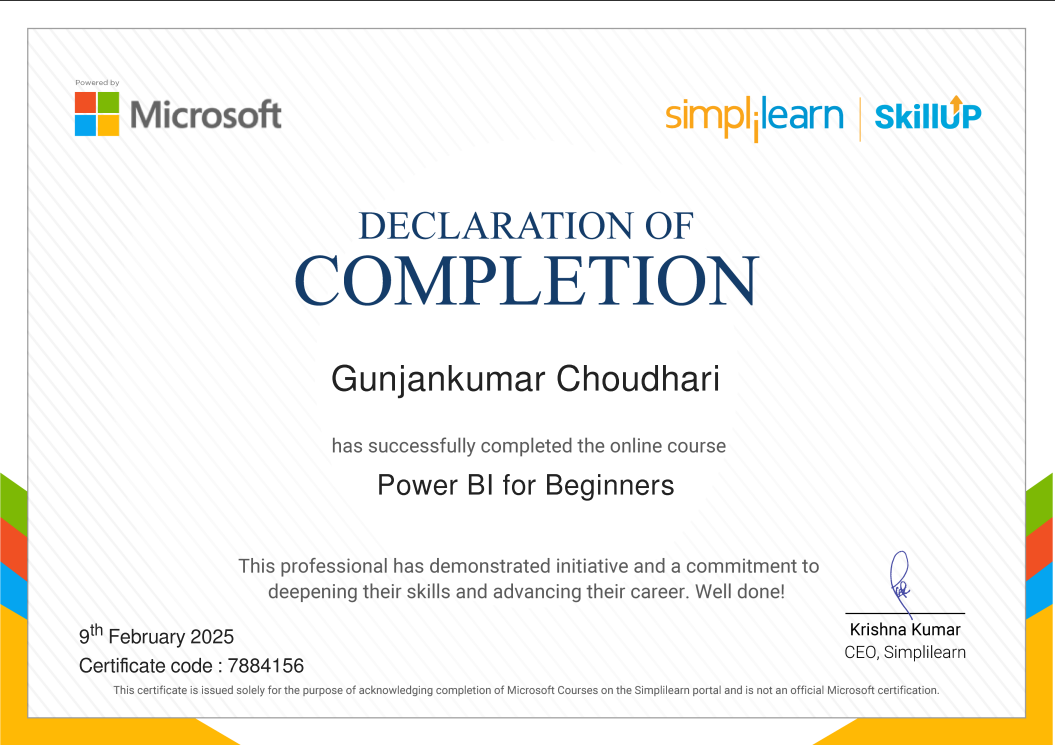 Powered by
Microsoft
simplilearn | SkillUP
DECLARATION OF
COMPLETION
Gunjankumar Choudhari
has successfully completed the online course
Power BI for Beginners
This professional has demonstrated initiative and a commitment to
deepening their skills and advancing their career. Well done!
9th February 2025
Certificate code : 7884156
Krishna Kumar
CEO, Simplilearn
This certificate is issued solely for the purpose of acknowledging completion of Microsoft Courses on the Simplilearn portal and is not an official Microsoft certification.